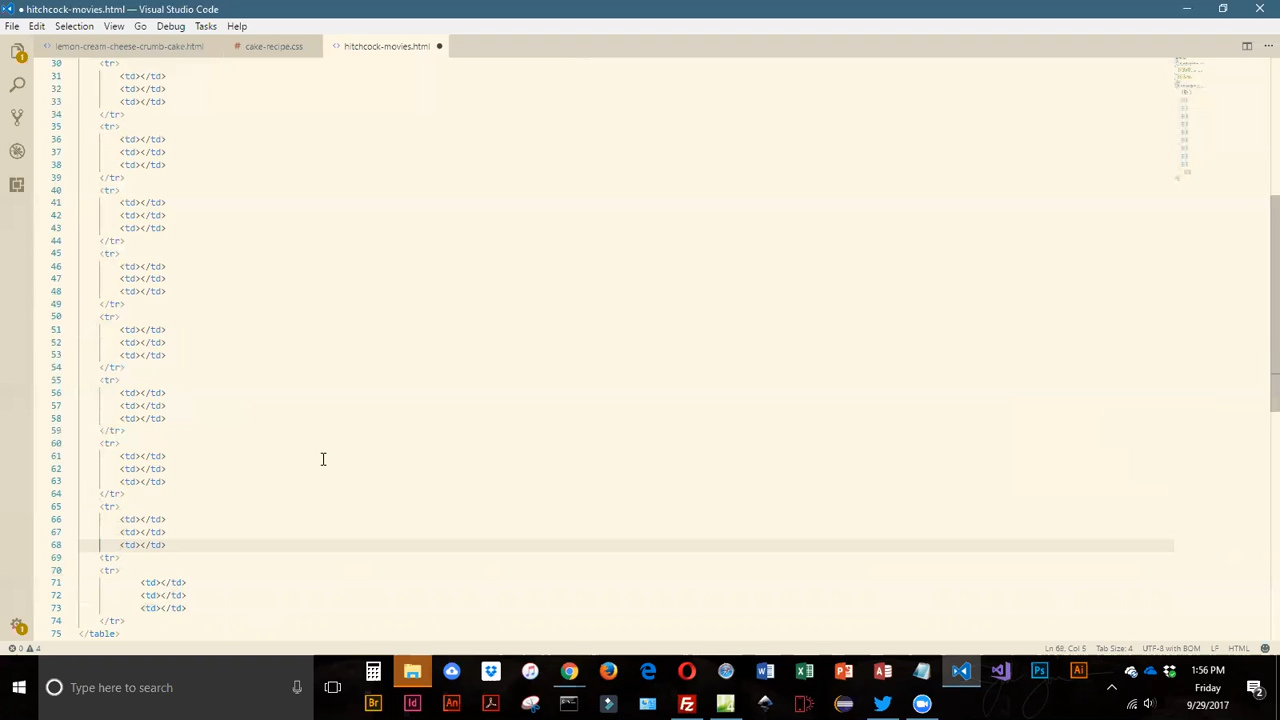 ● hitchcock-movies.html — Visual Studio Code
File Edit Selection View Go Debug Tasks Help
lemon-cream-cheese-crumb-cake.html # cake-recipe.css hitchcock-movies.html ●
30 <tr>
31 <td></td>
32 <td></td>
33 <td></td>
34 </tr>
35 <tr>
36 <td></td>
37 <td></td>
38 <td></td>
39 </tr>
40 <tr>
41 <td></td>
42 <td></td>
43 <td></td>
44 </tr>
45 <tr>
46 <td></td>
47 <td></td>
48 <td></td>
49 </tr>
50 <tr>
51 <td></td>
52 <td></td>
53 <td></td>
54 </tr>
55 <tr>
56 <td></td>
57 <td></td>
58 <td></td>
59 </tr>
60 <tr>
61 <td></td>
62 <td></td>
63 <td></td>
64 </tr>
65 <tr>
66 <td></td>
67 <td></td>
68 <td></td>
69 <tr>
70 <tr>
71 <td></td>
72 <td></td>
73 <td></td>
74 </tr>
75 </table>
0 4 Ln 68, Col 5 Tab Size: 4 UTF-8 with BOM LF HTML
Type here to search
1:56 PM
Friday
9/29/2017